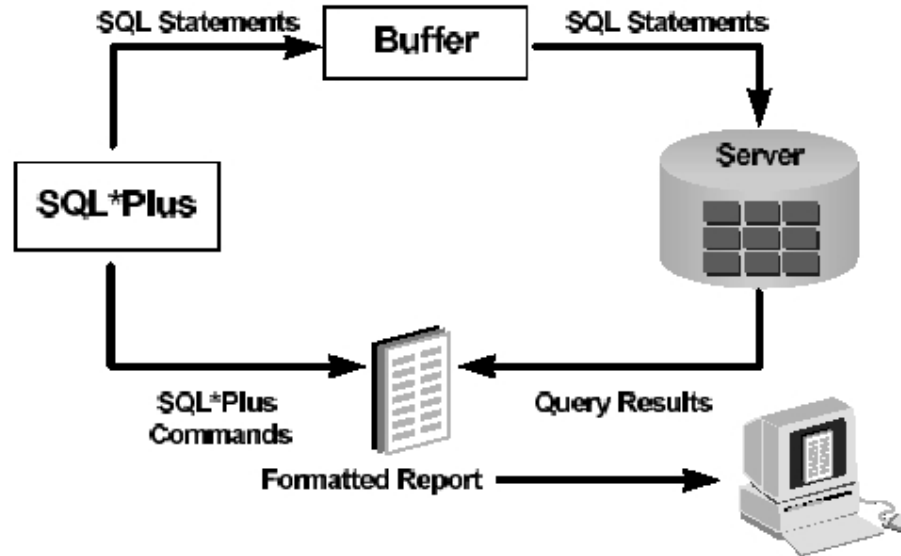 SQL Statements
Buffer
SQL Statements
Server
SQL*Plus
SQL*Plus
Commands
Query Results
Formatted Report